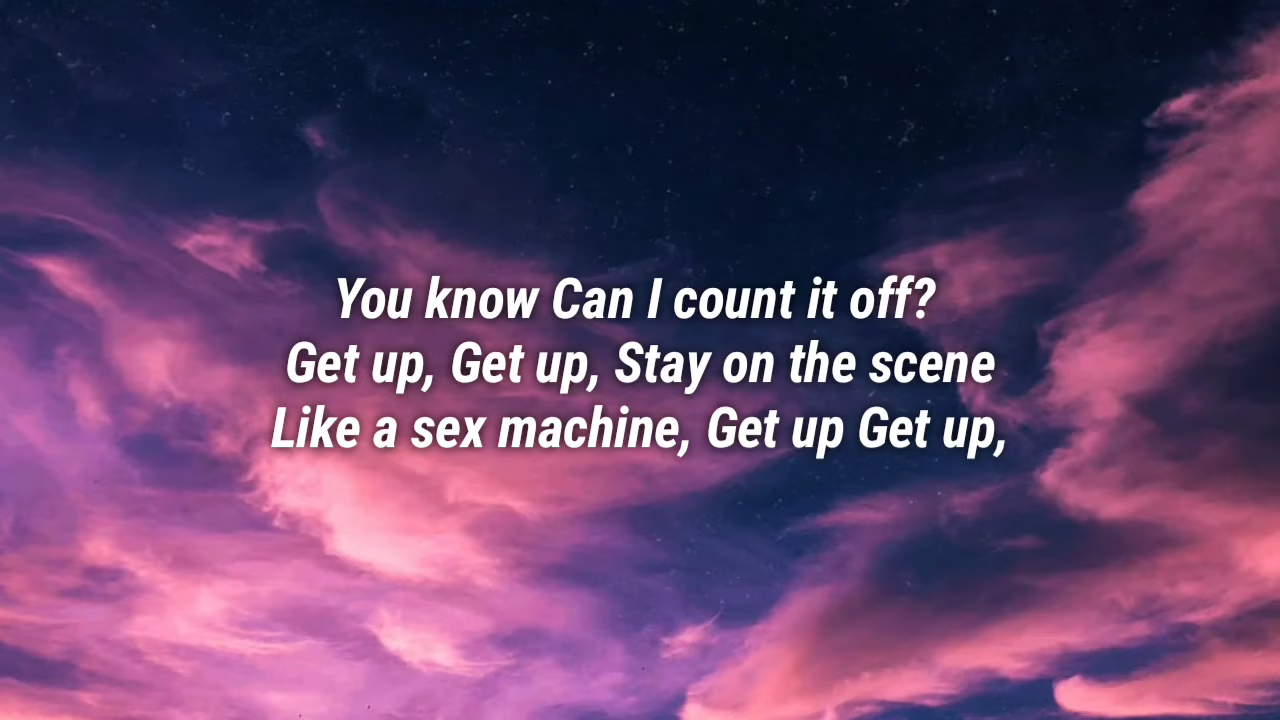 You know Can I count it off?
Get up, Get up, Stay on the scene
Like a sex machine, Get up Get up,